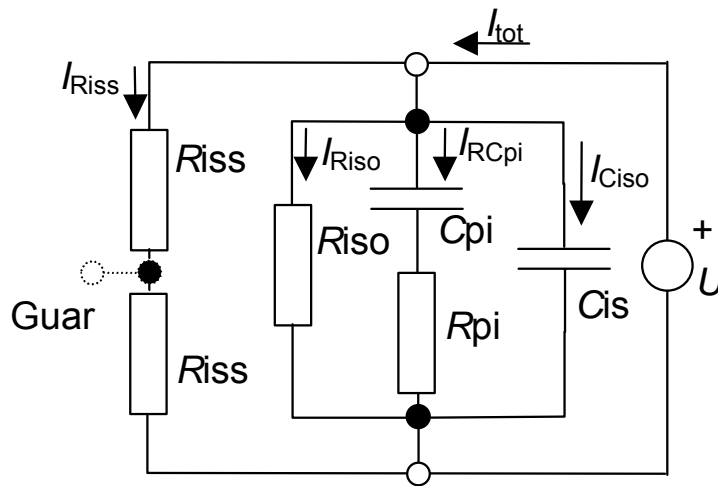 Itot
IRiss
Riss
IRiso
IRCpi
ICiso
Riso
Cpi
+
U
Guar
Cis
Rpi
Riss